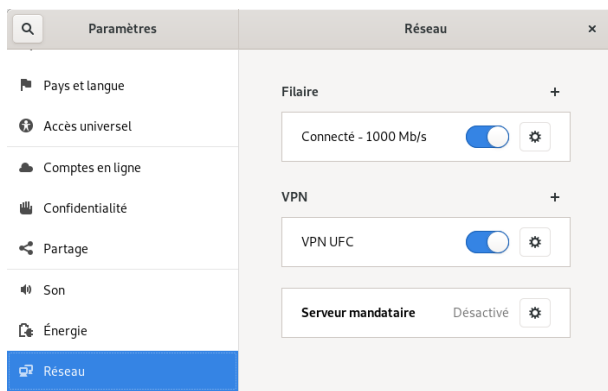 Paramètres
Réseau
Pays et langue
Accès universel
Comptes en ligne
Confidentialité
Partage
Son
Énergie
Réseau
Filaire
Connecté - 1000 Mb/s
VPN
VPN UFC
Serveur mandataire Désactivé